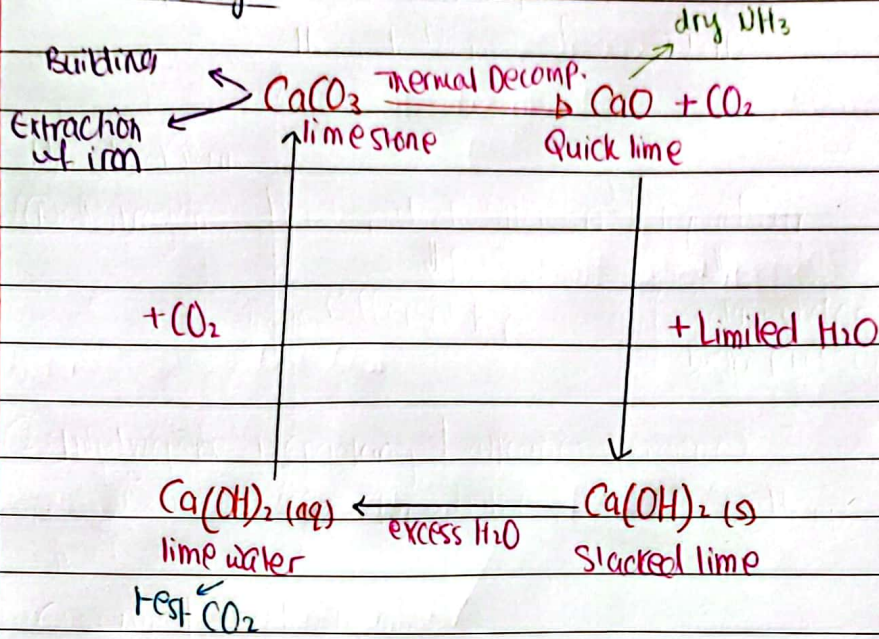 dry NH₃
Building
CaCO₃ Thermal Decomp. CaO + CO₂
Extraction of iron
limestone
Quick lime
+CO₂
+ Limited H₂O
Ca(OH)₂ (aq) excess H₂O Ca(OH)₂ (s)
lime water
Slacked lime
test CO₂